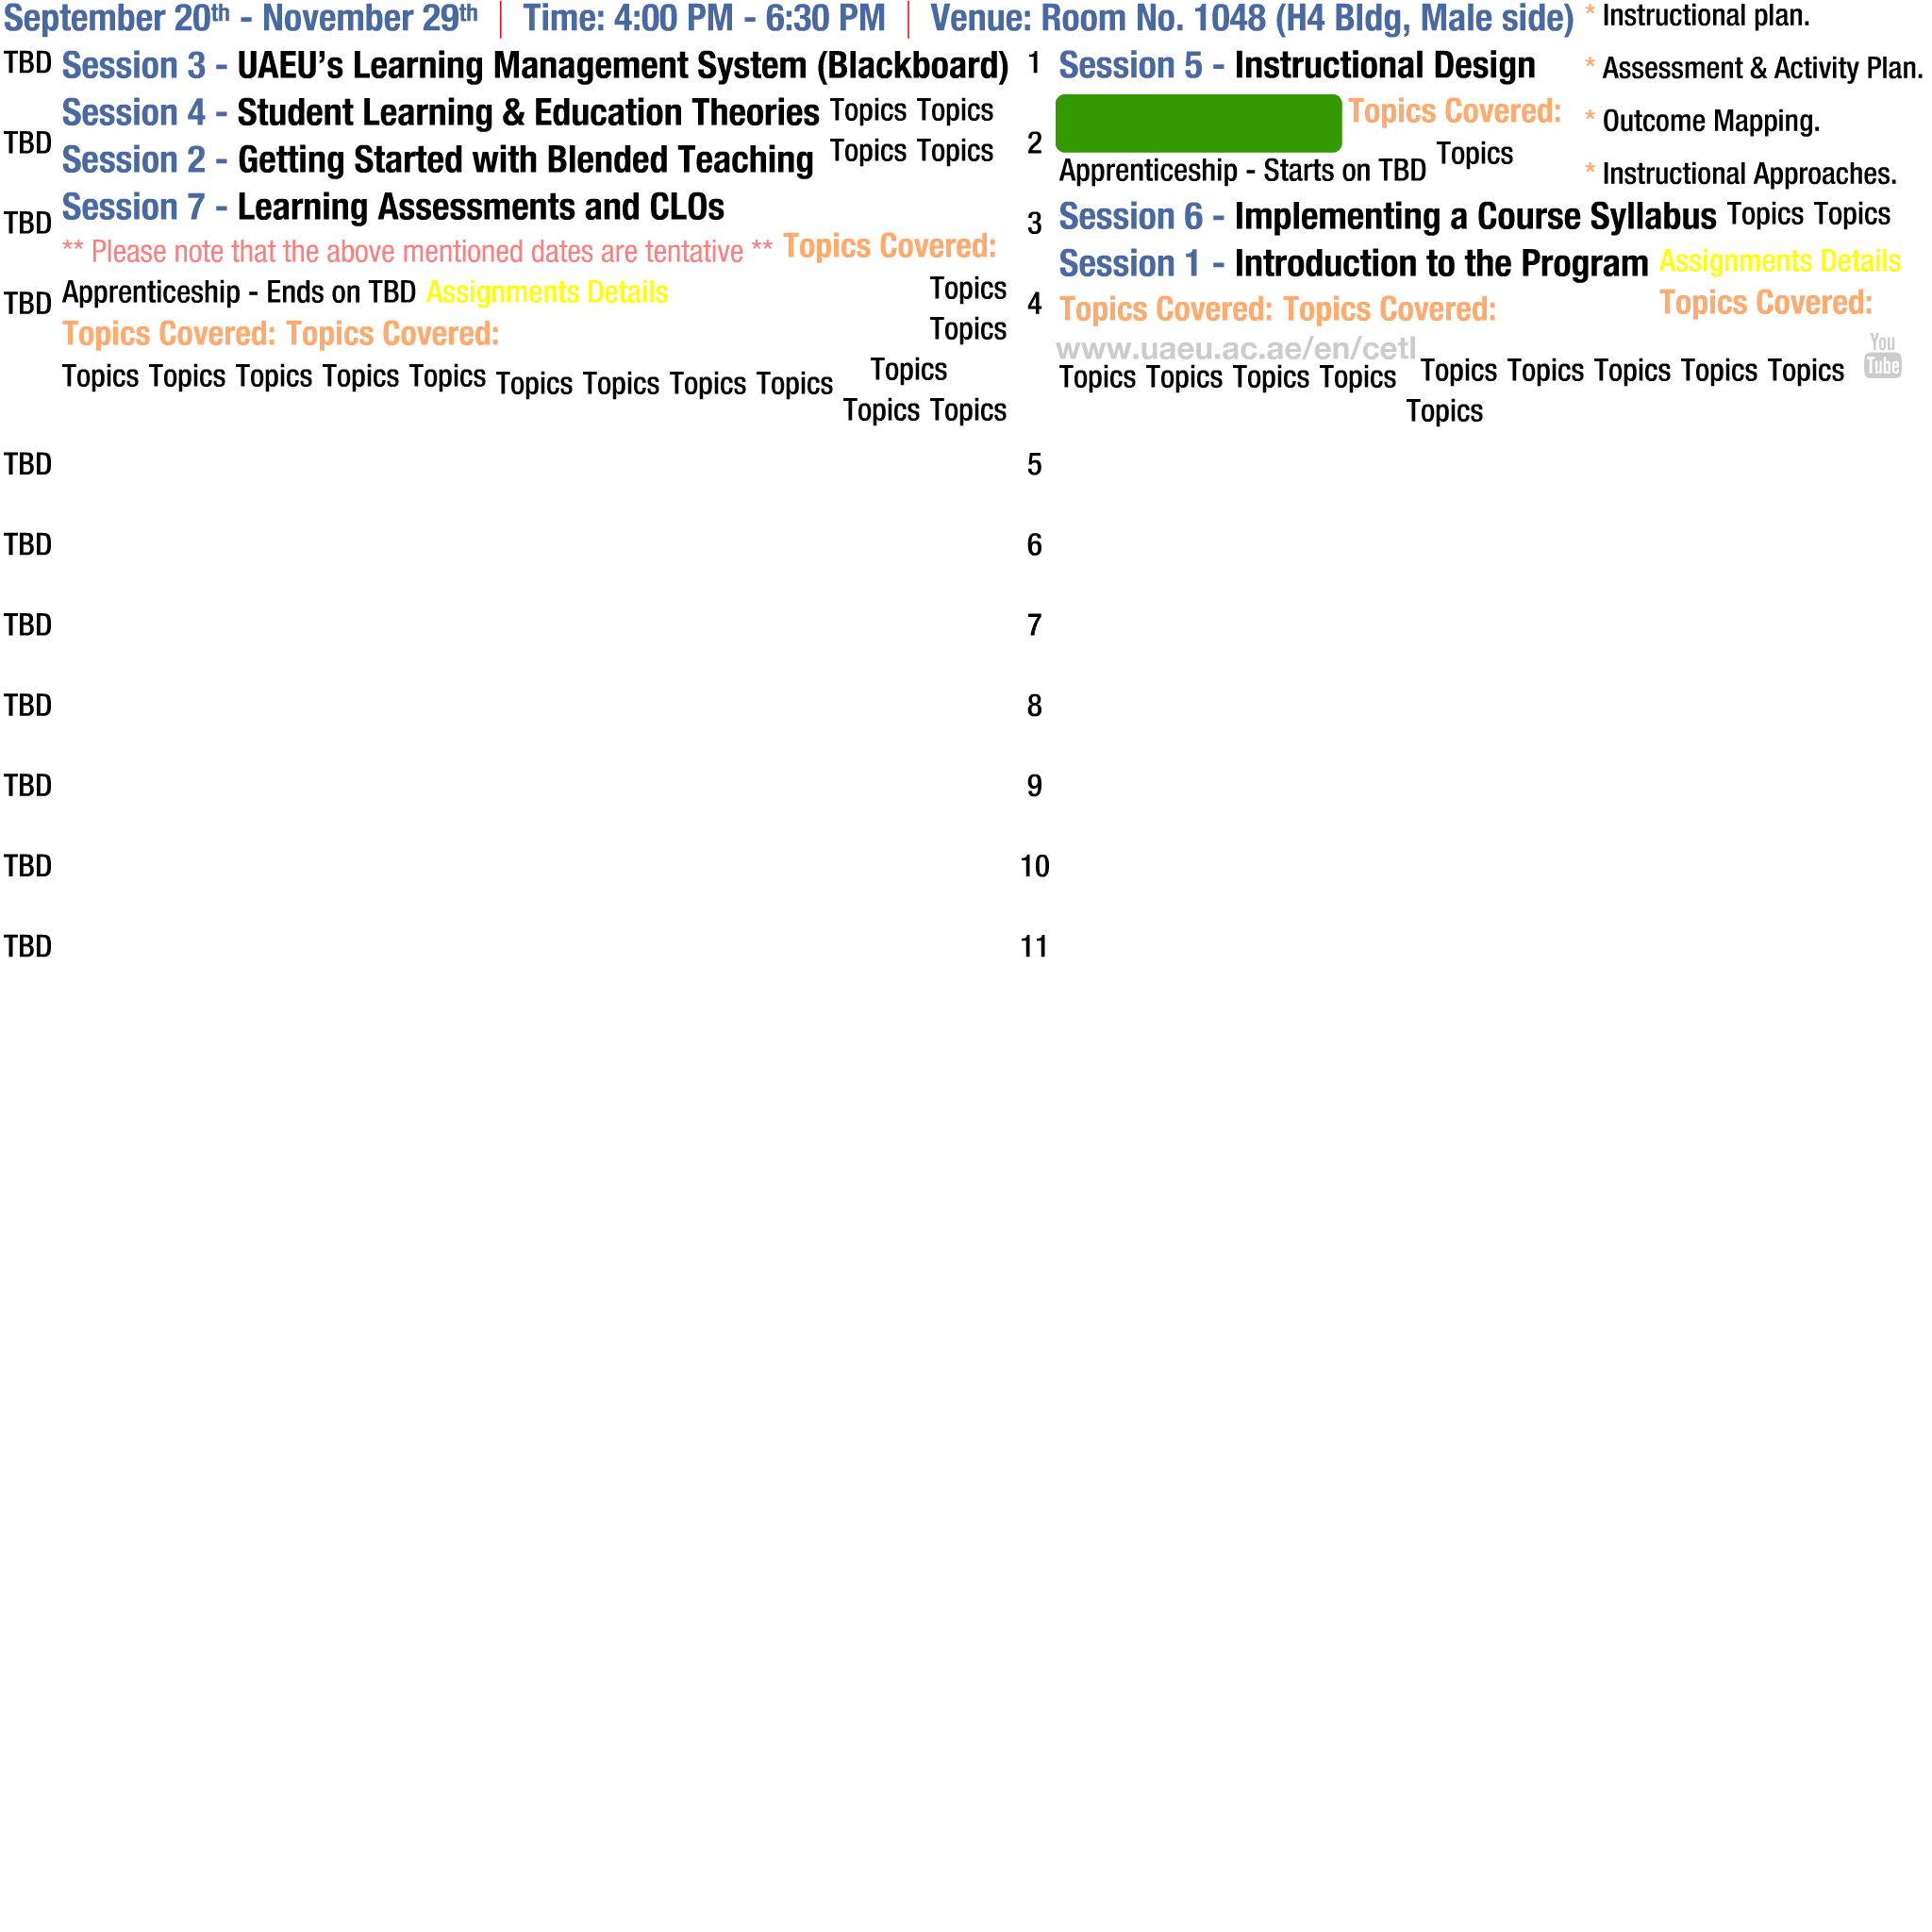 September 20th - November 29th | Time: 4:00 PM - 6:30 PM | Venue: Room No. 1048 (H4 Bldg, Male side)
* Instructional plan.
* Assessment & Activity Plan.
* Outcome Mapping.
* Instructional Approaches.
TBD
TBD
TBD
TBD
TBD
TBD
TBD
TBD
TBD
TBD
TBD
Session 3 - UAEU’s Learning Management System (Blackboard)
Session 4 - Student Learning & Education Theories
Topics Topics
Session 2 - Getting Started with Blended Teaching
Topics Topics
Session 7 - Learning Assessments and CLOs
** Please note that the above mentioned dates are tentative **
Topics Covered:
Apprenticeship - Ends on TBD
Assignments Details
Topics
Topics Covered: Topics Covered:
Topics
Topics Topics Topics Topics Topics
Topics Topics Topics Topics
Topics
Topics Topics
1
2
3
4
5
6
7
8
9
10
11
Session 5 - Instructional Design
Topics Covered:
Apprenticeship - Starts on TBD
Topics
Session 6 - Implementing a Course Syllabus
Topics Topics
Session 1 - Introduction to the Program
Assignments Details
Topics Covered: Topics Covered:
Topics Covered:
www.uaeu.ac.ae/en/cetl
You
Tube
Topics Topics Topics Topics
Topics Topics Topics Topics Topics
Topics